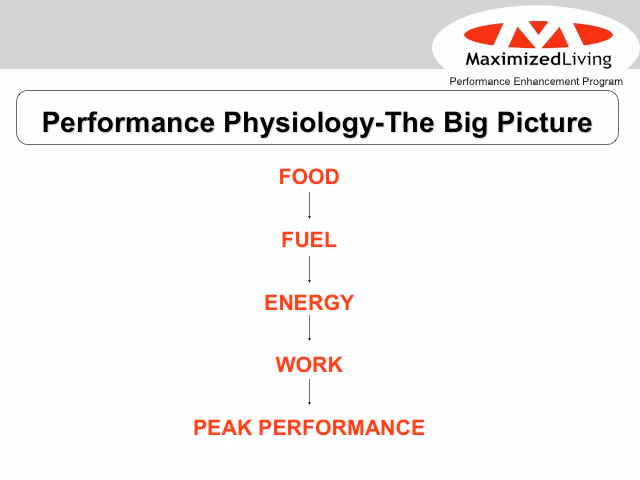 MaximizedLiving
Performance Enhancement Program
Performance Physiology-The Big Picture
FOOD
FUEL
ENERGY
WORK
PEAK PERFORMANCE